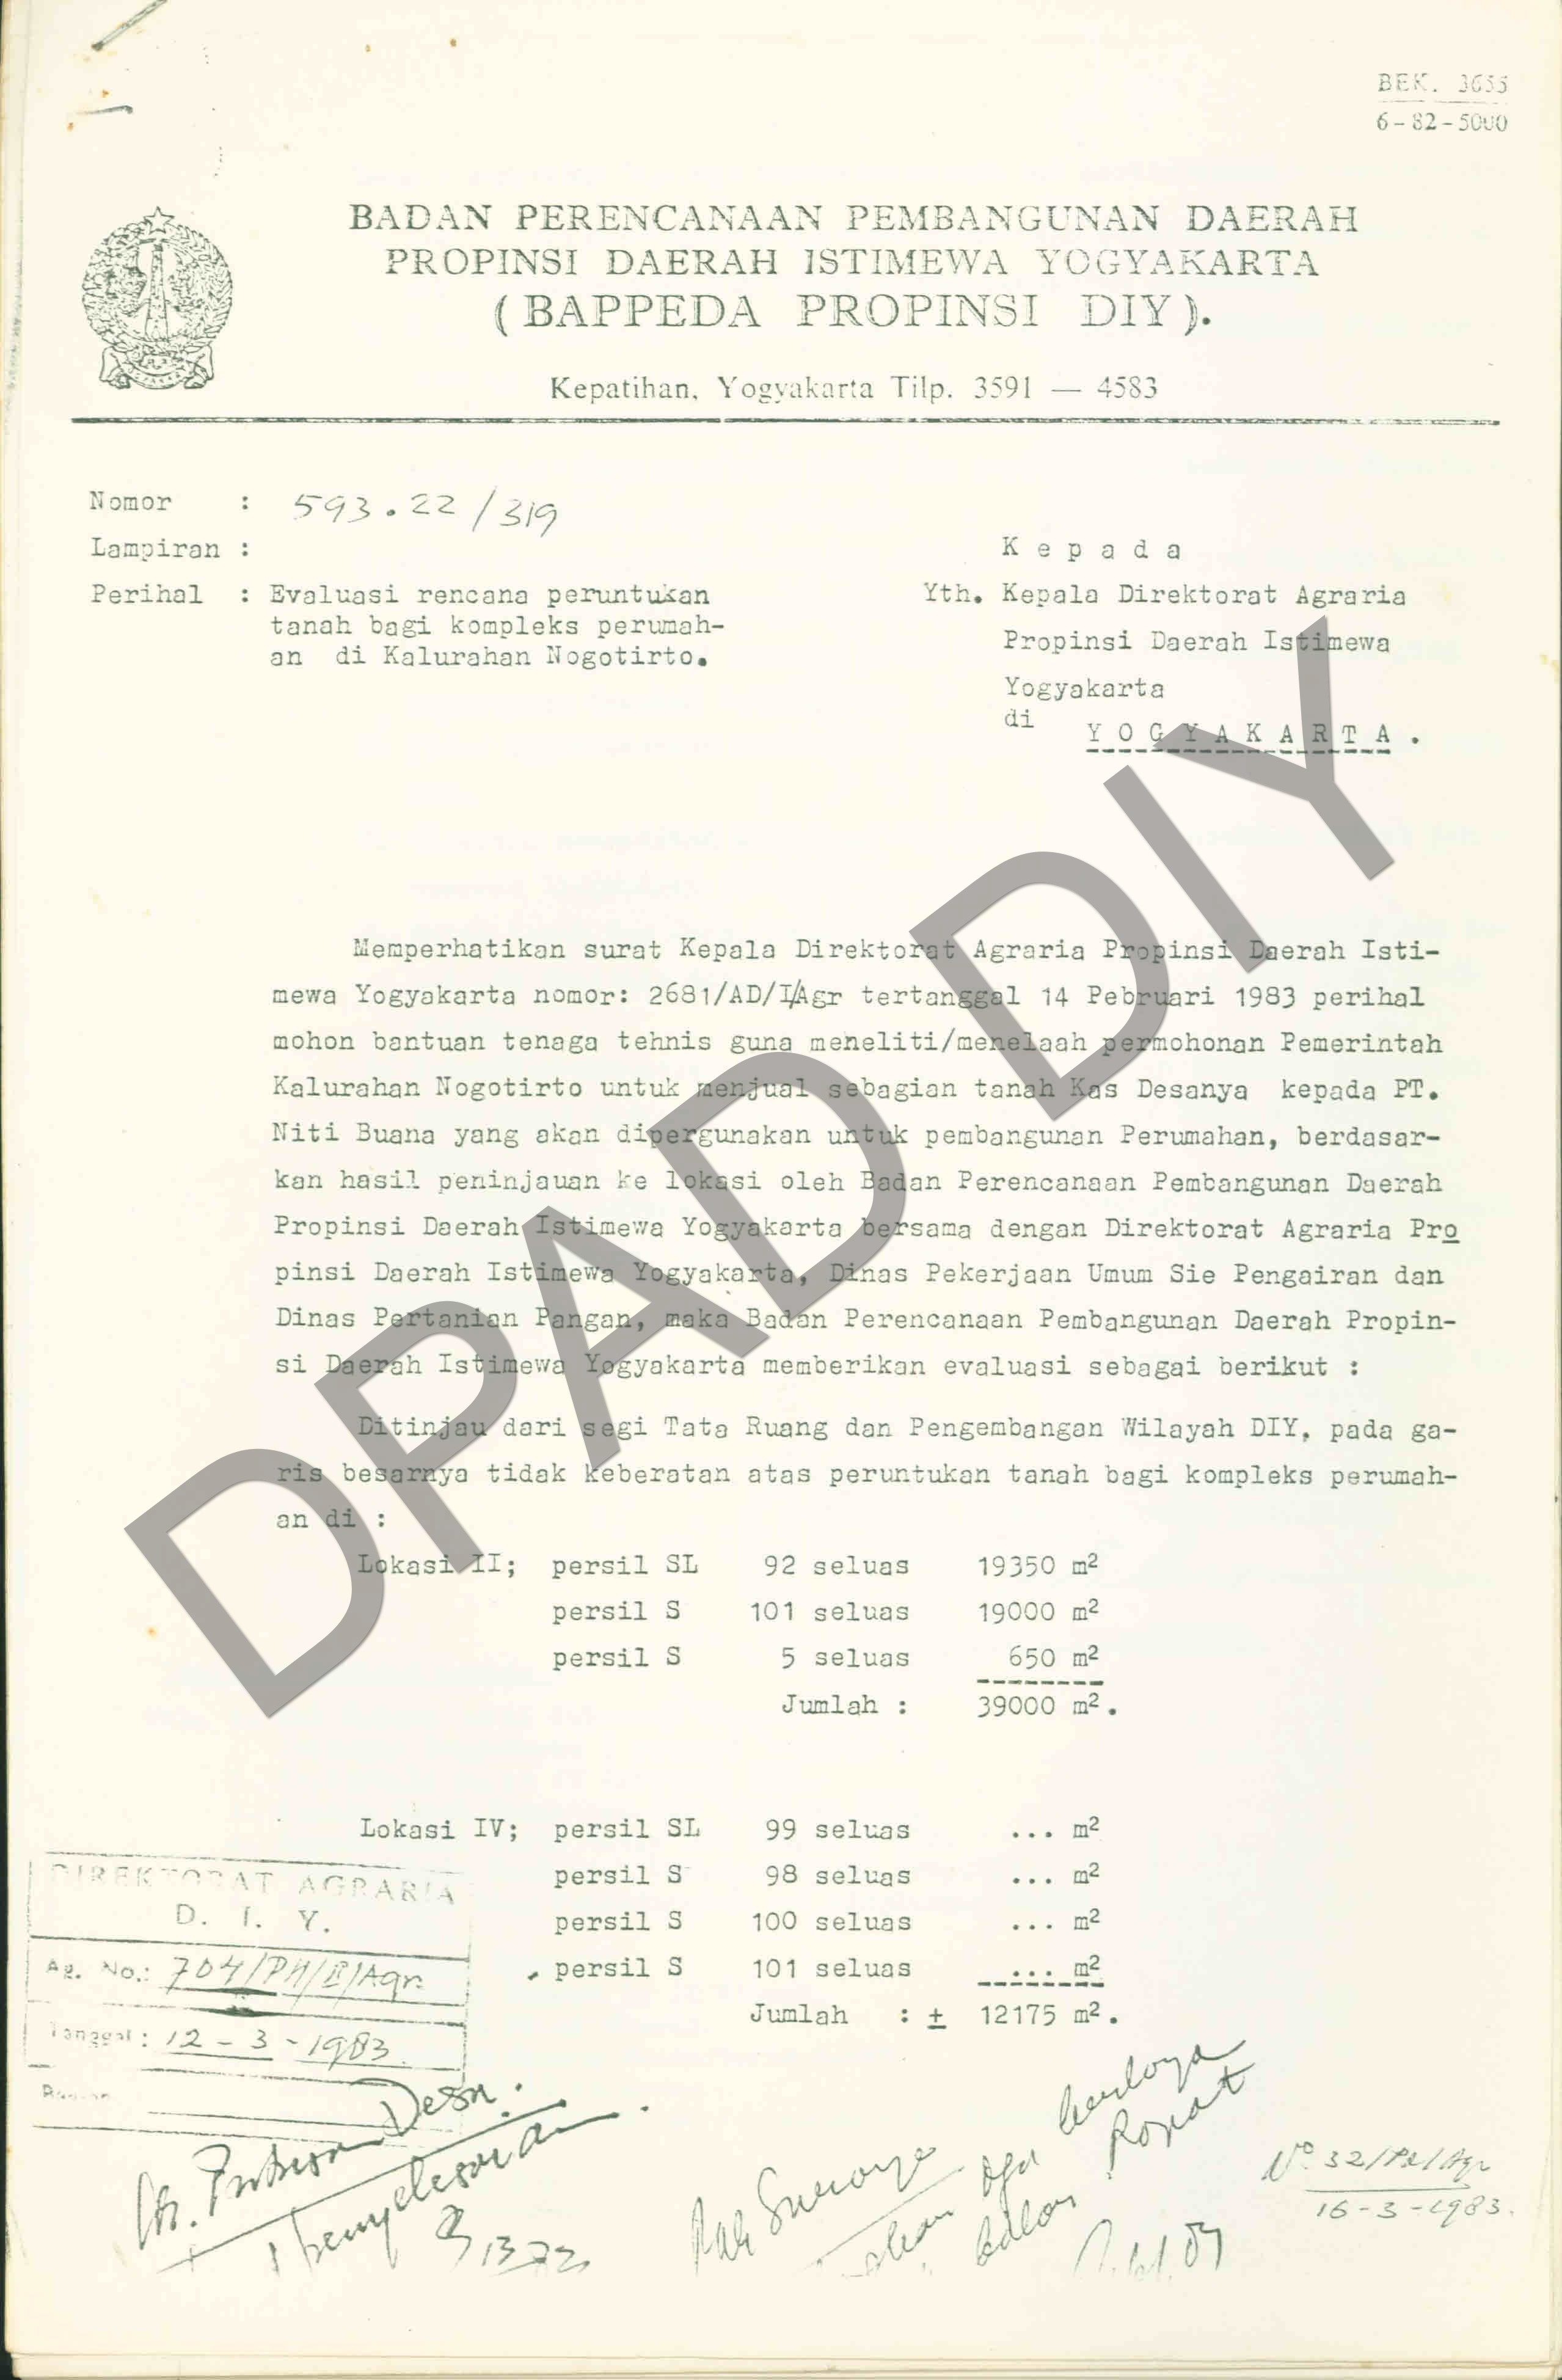 BEK. 3655
6-82-5000
BADAN PERENCANAAN PEMBANGUNAN DAERAH
PROPINSI DAERAH ISTIMEWA YOGYAKARTA
(BAPPEDA PROPINSI DIY).
Kepatihan, Yogyakarta Tilp. 3591 — 4583
Nomor : 593.22/319
Lampiran :
Perihal : Evaluasi rencana peruntukan
tanah bagi kompleks perumah-
an di Kalurahan Nogotirto.
K e p a d a
Yth. Kepala Direktorat Agraria
Propinsi Daerah Istimewa
Yogyakarta
di Y O G Y A K A R T A .
Memperhatikan surat Kepala Direktorat Agraria Propinsi Daerah Isti-
mewa Yogyakarta nomor: 2681/AD/I/Agr tertanggal 14 Pebruari 1983 perihal
mohon bantuan tenaga tehnis guna meneliti/menelaah permohonan Pemerintah
Kalurahan Nogotirto untuk menjual sebagian tanah Kas Desanya kepada PT.
Niti Buana yang akan dipergunakan untuk pembangunan Perumahan, berdasar-
kan hasil peninjauan ke lokasi oleh Badan Perencanaan Pembangunan Daerah
Propinsi Daerah Istimewa Yogyakarta bersama dengan Direktorat Agraria Pro
pinsi Daerah Istimewa Yogyakarta, Dinas Pekerjaan Umum Sie Pengairan dan
Dinas Pertanian Pangan, maka Badan Perencanaan Pembangunan Daerah Propin-
si Daerah Istimewa Yogyakarta memberikan evaluasi sebagai berikut :
Ditinjau dari segi Tata Ruang dan Pengembangan Wilayah DIY, pada ga-
ris besarnya tidak keberatan atas peruntukan tanah bagi kompleks perumah-
an di :
Lokasi II; persil SL 92 seluas 19350 m2
persil S 101 seluas 19000 m2
persil S 5 seluas 650 m2
Jumlah : 39000 m2.
Lokasi IV; persil SL 99 seluas ... m2
persil S 98 seluas ... m2
persil S 100 seluas ... m2
persil S 101 seluas ... m2
Jumlah : ± 12175 m2.
DIREKTORAT AGRARIA
D. I. Y.
Ag. No.:
Tanggal : 12-3-1983
Desa.
penyelesaian
16-3-1983.
DPAD DIY